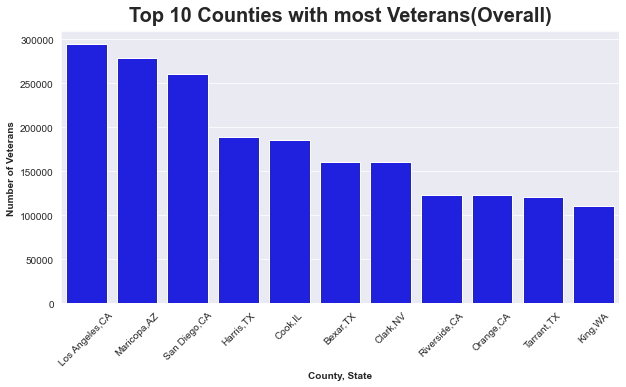 Top 10 Counties with most Veterans(Overall)
300000
250000
200000
150000
100000
50000
0
Number of Veterans
Los Angeles,CA
Maricopa,AZ
San Diego,CA
Harris,TX
Cook,IL
Bexar,TX
Clark,NV
Riverside,CA
Orange,CA
Tarrant,TX
King,WA
County, State